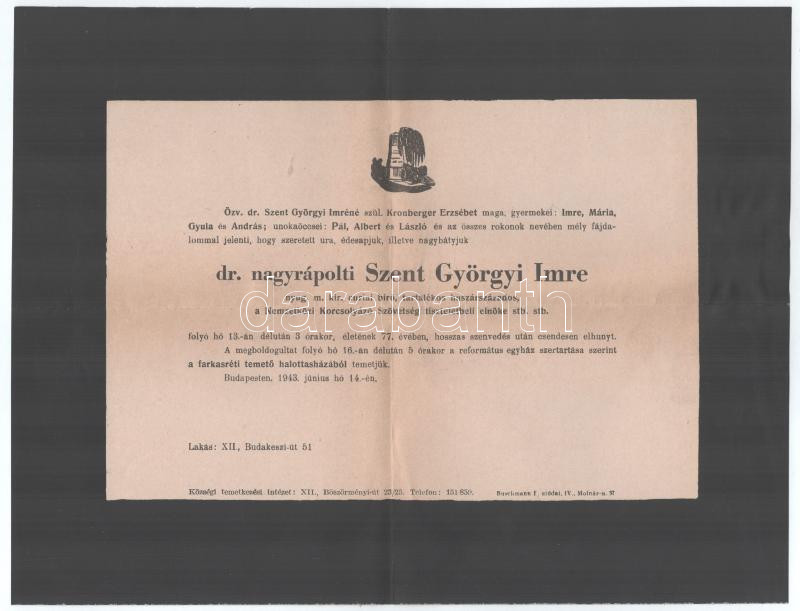 Özv. dr. Szent Györgyi Imréné szül. Kronberger Erzsébet maga, gyermekei: Imre, Mária,
Gyula és András; unokaöccsei: Pál, Albert és László és az összes rokonok nevében mély fájda-
lommal jelenti, hogy szeretett ura, édesapjuk, illetve nagybátyjuk
dr. nagyrápolti Szent Györgyi Imre
nyug. m. kir. kúriai bíró, tartalékos huszárszázados,
a Nemzetközi Korcsolyázó Szövetség tiszteletbeli elnöke stb. stb.
folyó hó 13.-án délután 3 órakor, életének 77. évében, hosszas szenvedés után csendesen elhunyt.
A megboldogultat folyó hó 16.-án délután 5 órakor a református egyház szertartása szerint
a farkasréti temető halottasházából temetjük.
Budapesten, 1943. június hó 14.-én.
Lakás: XII., Budakeszi-út 51
Községi temetkezési intézet: XII., Böszörményi-út 23/25. Telefon: 151-859.
Buschmann F. utódai, IV., Molnár-u. 37
darabanth